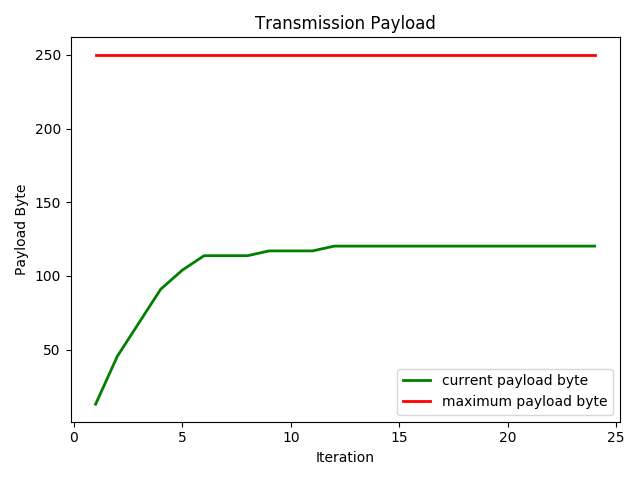 Transmission Payload
250
200
150
100
50
Payload Byte
0
5
10
15
20
25
Iteration
current payload byte
maximum payload byte